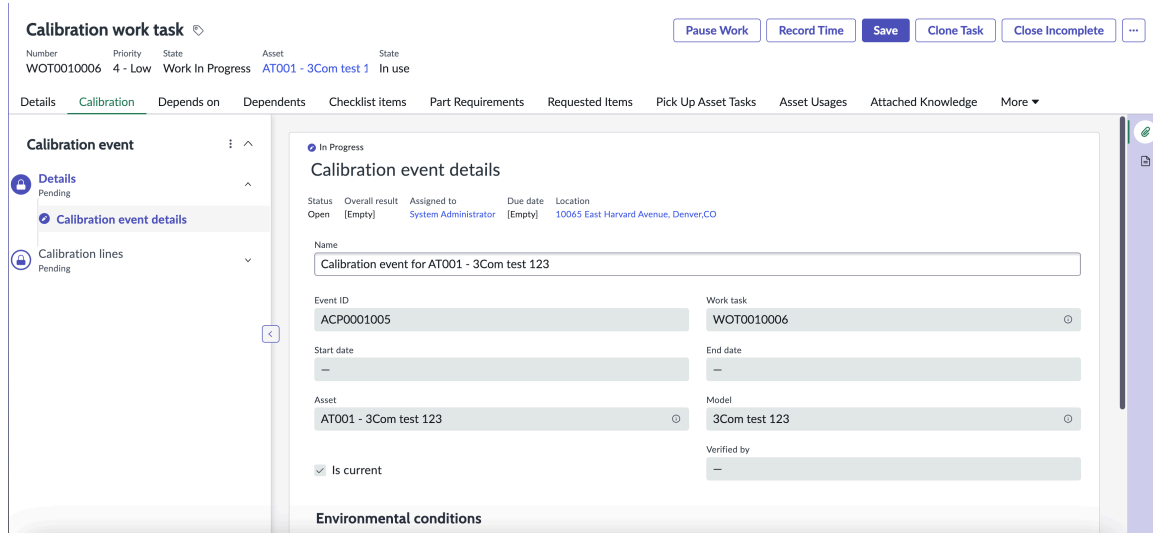 Calibration work task
Pause Work
Record Time
Save
Clone Task
Close Incomplete
...
Number Priority State Asset State
WOT0010006 4 - Low Work In Progress AT001 - 3Com test 1 In use
Details Calibration Depends on Dependents Checklist items Part Requirements Requested Items Pick Up Asset Tasks Asset Usages Attached Knowledge More
Calibration event
Details
Pending
Calibration event details
Calibration lines
Pending
In Progress
Calibration event details
Status Overall result Assigned to Due date Location
Open [Empty] System Administrator [Empty] 10065 East Harvard Avenue, Denver,CO
Name
Calibration event for AT001 - 3Com test 123
Event ID Work task
ACP0001005 WOT0010006
Start date End date
— —
Asset Model
AT001 - 3Com test 123 3Com test 123
Verified by
Is current —
Environmental conditions